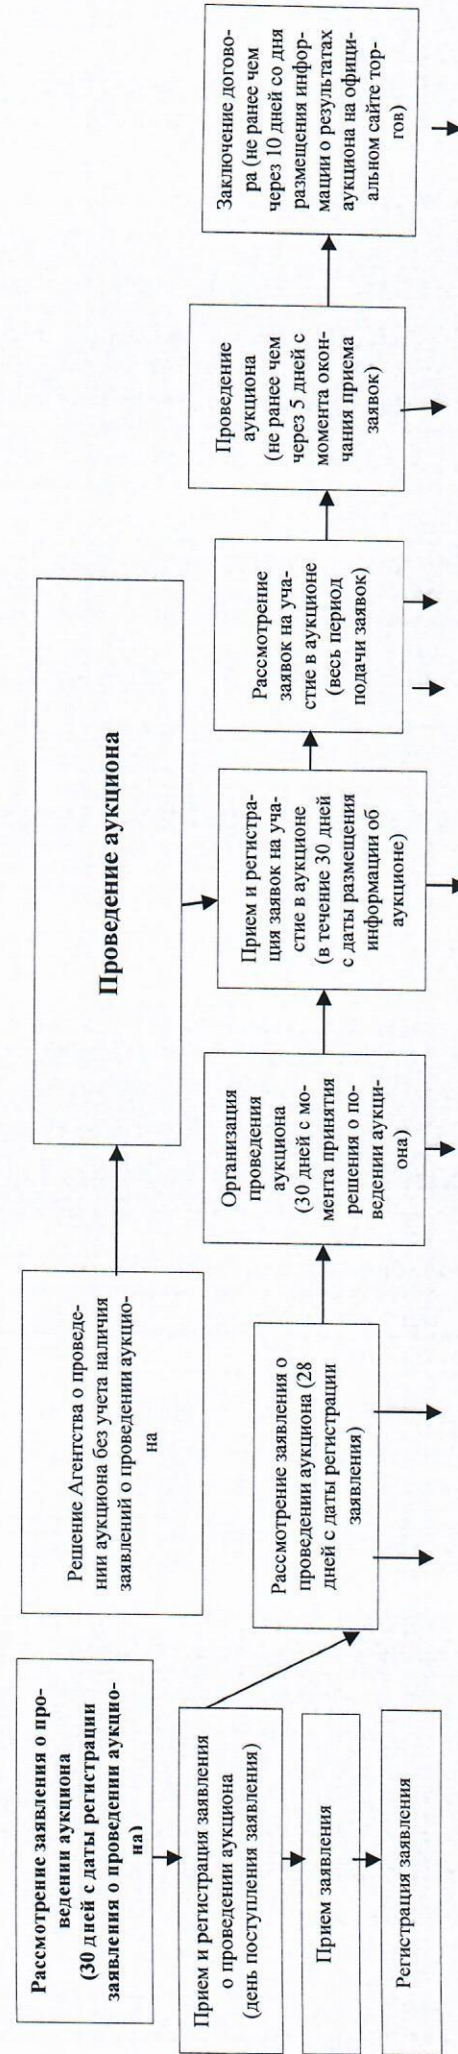 Рассмотрение заявления о про-
ведении аукциона
(30 дней с даты регистрации
заявления о проведении аукцио-
на)
Решение Агентства о проведе-
нии аукциона без учета наличия
заявлений о проведении аукцио-
на
Проведение аукциона
Прием и регистрация заявления
о проведении аукциона
(день поступления заявления)
Прием заявления
Регистрация заявления
Рассмотрение заявления о
проведении аукциона (28
дней с даты регистрации
заявления)
Организация
проведения
аукциона
(30 дней с мо-
мента принятия
решения о по-
ведении аукци-
она)
Прием и регистра-
ция заявок на уча-
стие в аукционе
(в течение 30 дней
с даты размещения
информации об
аукционе)
Рассмотрение
заявок на уча-
стие в аукционе
(весь период
подачи заявок)
Проведение
аукциона
(не ранее чем
через 5 дней с
момента окон-
чания приема
заявок)
Заключение догово-
ра (не ранее чем
через 10 дней со дня
размещения инфор-
мации о результатах
аукциона на офици-
альном сайте тор-
гов)